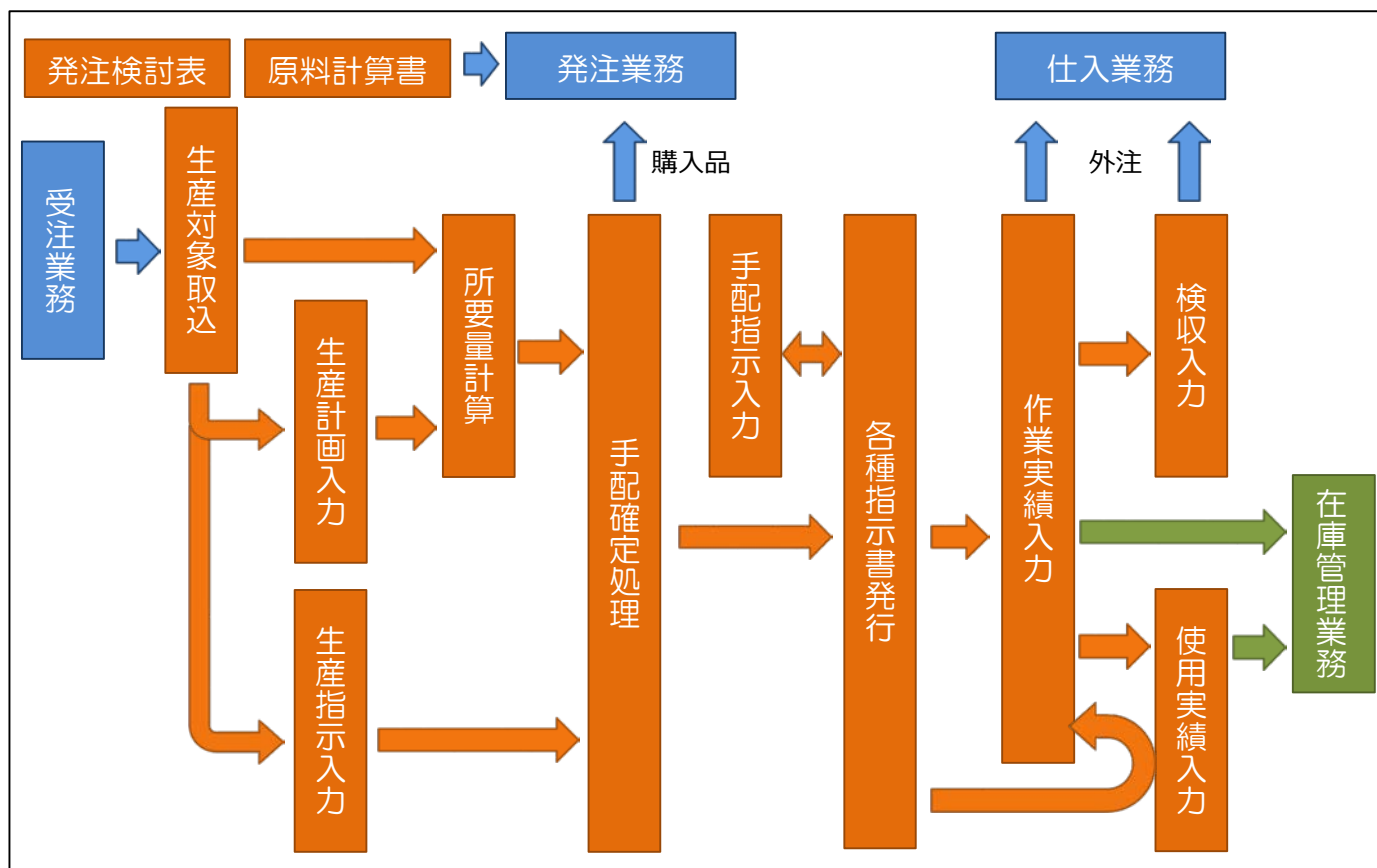 発注検討表
原料計算書
発注業務
仕入業務
購入品
外注
受注業務
生産対象取込
生産計画入力
生産指示入力
所要量計算
手配確定処理
手配指示入力
各種指示書発行
作業実績入力
検収入力
使用実績入力
在庫管理業務